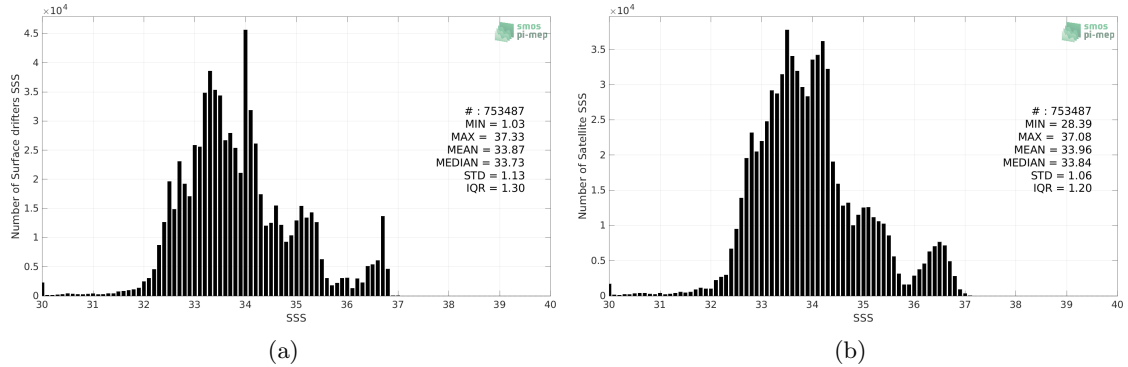 ×10⁴
4.5
4
3.5
3
2.5
2
1.5
1
0.5
0
Number of Surface drifters SSS
30 31 32 33 34 35 36 37 38 39 40
SSS
smos
pi-mep
# : 753487
MIN = 1.03
MAX = 37.33
MEAN = 33.87
MEDIAN = 33.73
STD = 1.13
IQR = 1.30
(a)
×10⁴
3.5
3
2.5
2
1.5
1
0.5
0
Number of Satellite SSS
30 31 32 33 34 35 36 37 38 39 40
SSS
smos
pi-mep
# : 753487
MIN = 28.39
MAX = 37.08
MEAN = 33.96
MEDIAN = 33.84
STD = 1.06
IQR = 1.20
(b)